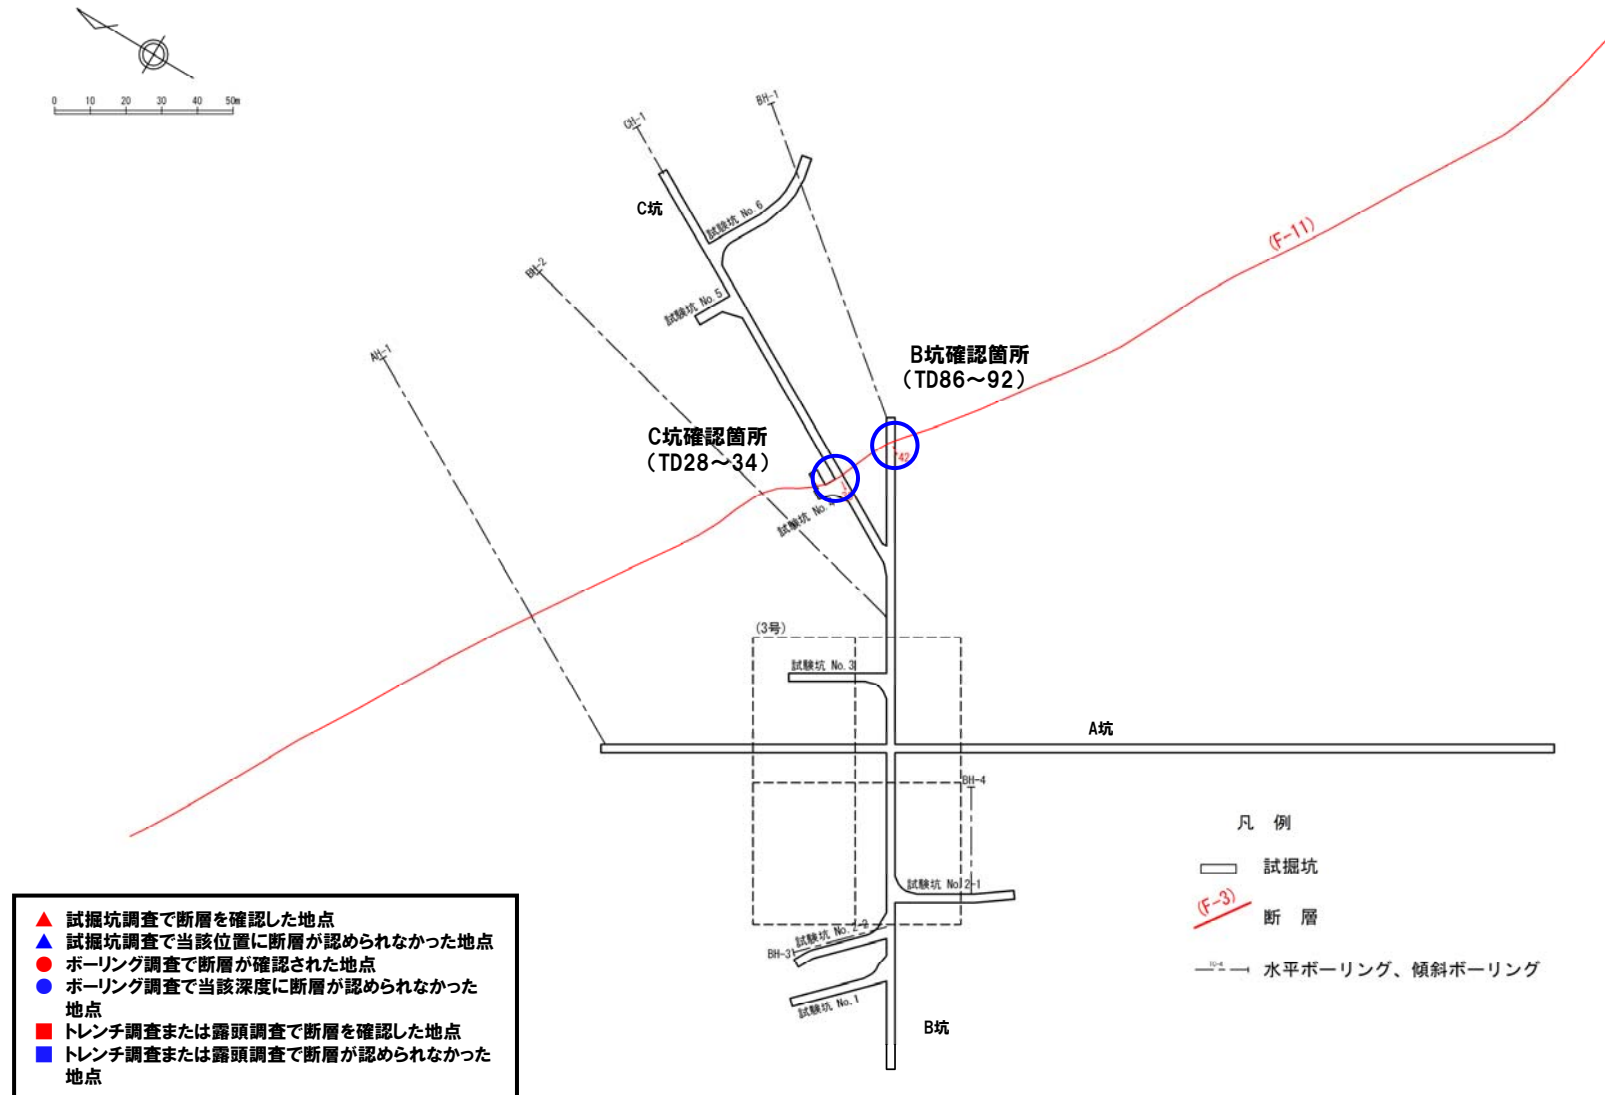 0 10 20 30 40 50m
CH-1
BH-1
C坑
試験坑 No.6
(F-11)
BH-2
試験坑 No.5
AH-1
B坑確認箇所
（TD86～92）
C坑確認箇所
（TD28～34）
42
試験坑 No.4
(3号)
試験坑 No.3
A坑
BH-4
凡 例
試掘坑
試験坑 No.2-1
(F-3)
断 層
試験坑 No.2-2
BH-3
水平ボーリング、傾斜ボーリング
試験坑 No.1
B坑
▲ 試掘坑調査で断層を確認した地点
▲ 試掘坑調査で当該位置に断層が認められなかった地点
● ボーリング調査で断層が確認された地点
● ボーリング調査で当該深度に断層が認められなかった
地点
■ トレンチ調査または露頭調査で断層を確認した地点
■ トレンチ調査または露頭調査で断層が認められなかった
地点